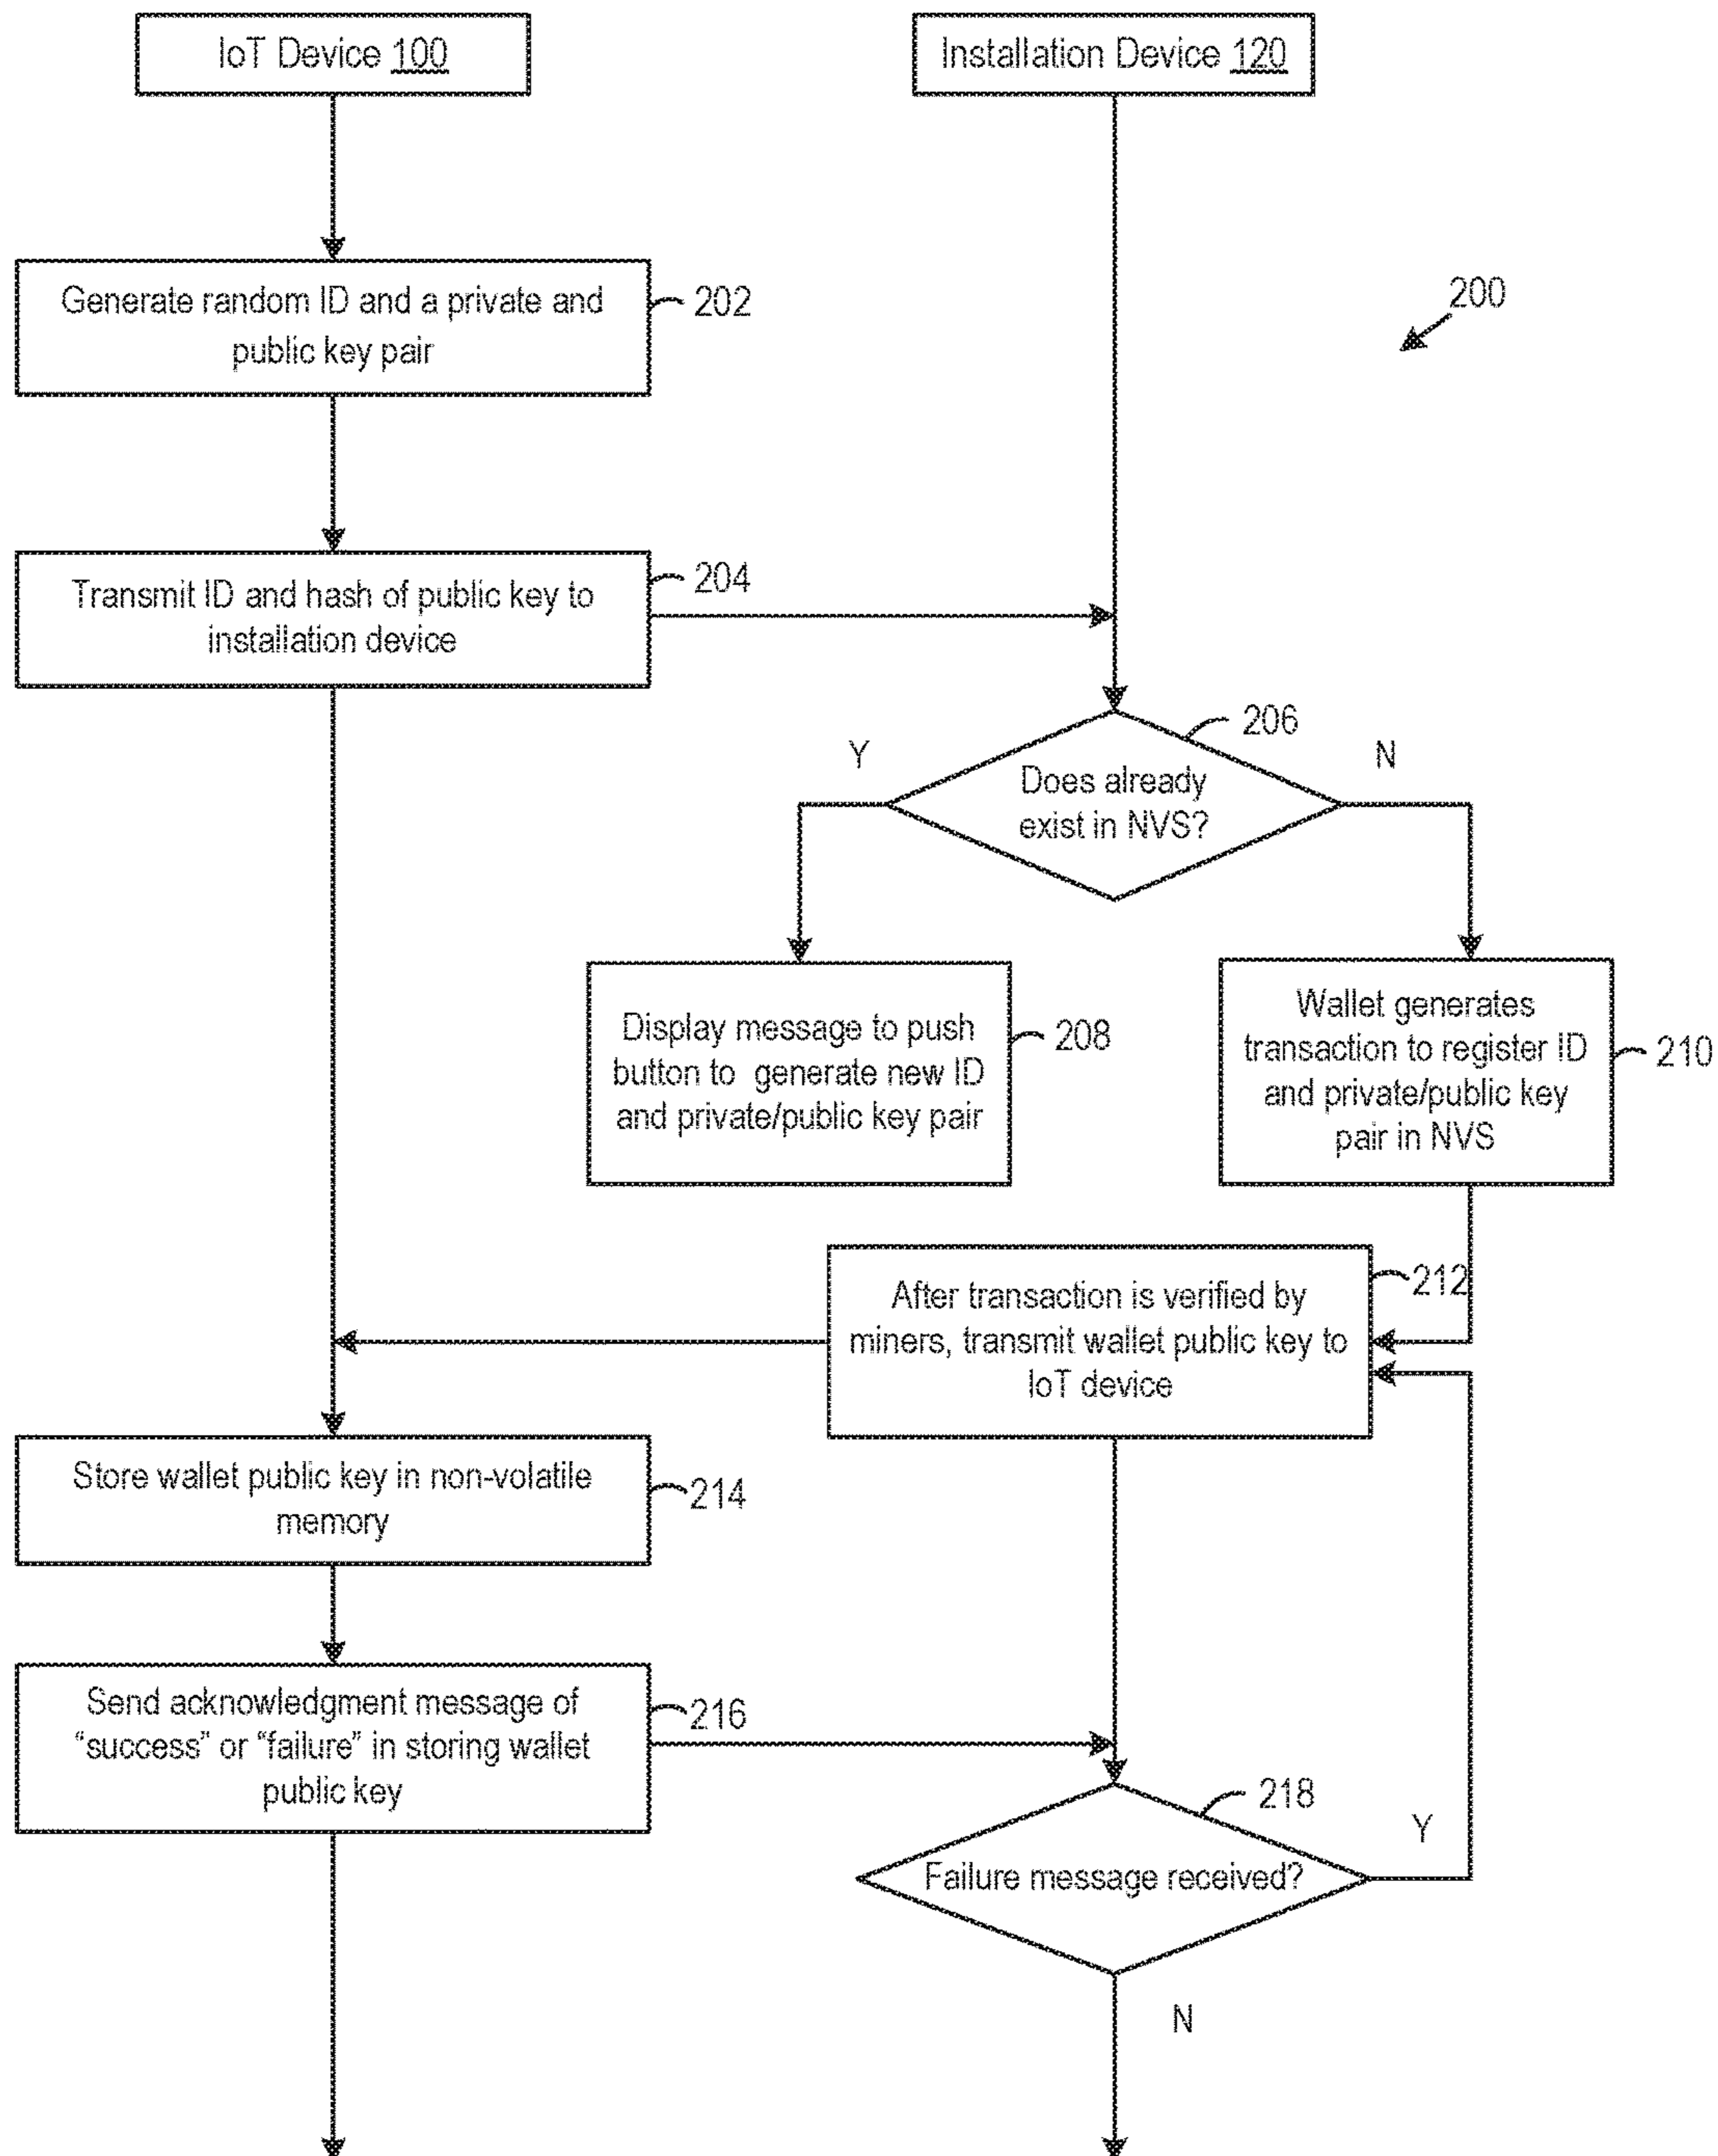 IoT Device 100
Installation Device 120
Generate random ID and a private and
public key pair
202
200
Transmit ID and hash of public key to
installation device
204
206
Y
N
Does already
exist in NVS?
Display message to push
button to generate new ID
and private/public key pair
208
Wallet generates
transaction to register ID
and private/public key
pair in NVS
210
After transaction is verified by
miners, transmit wallet public key to
IoT device
212
Store wallet public key in non-volatile
memory
214
Send acknowledgment message of
“success” or “failure” in storing wallet
public key
216
218
Y
Failure message received?
N